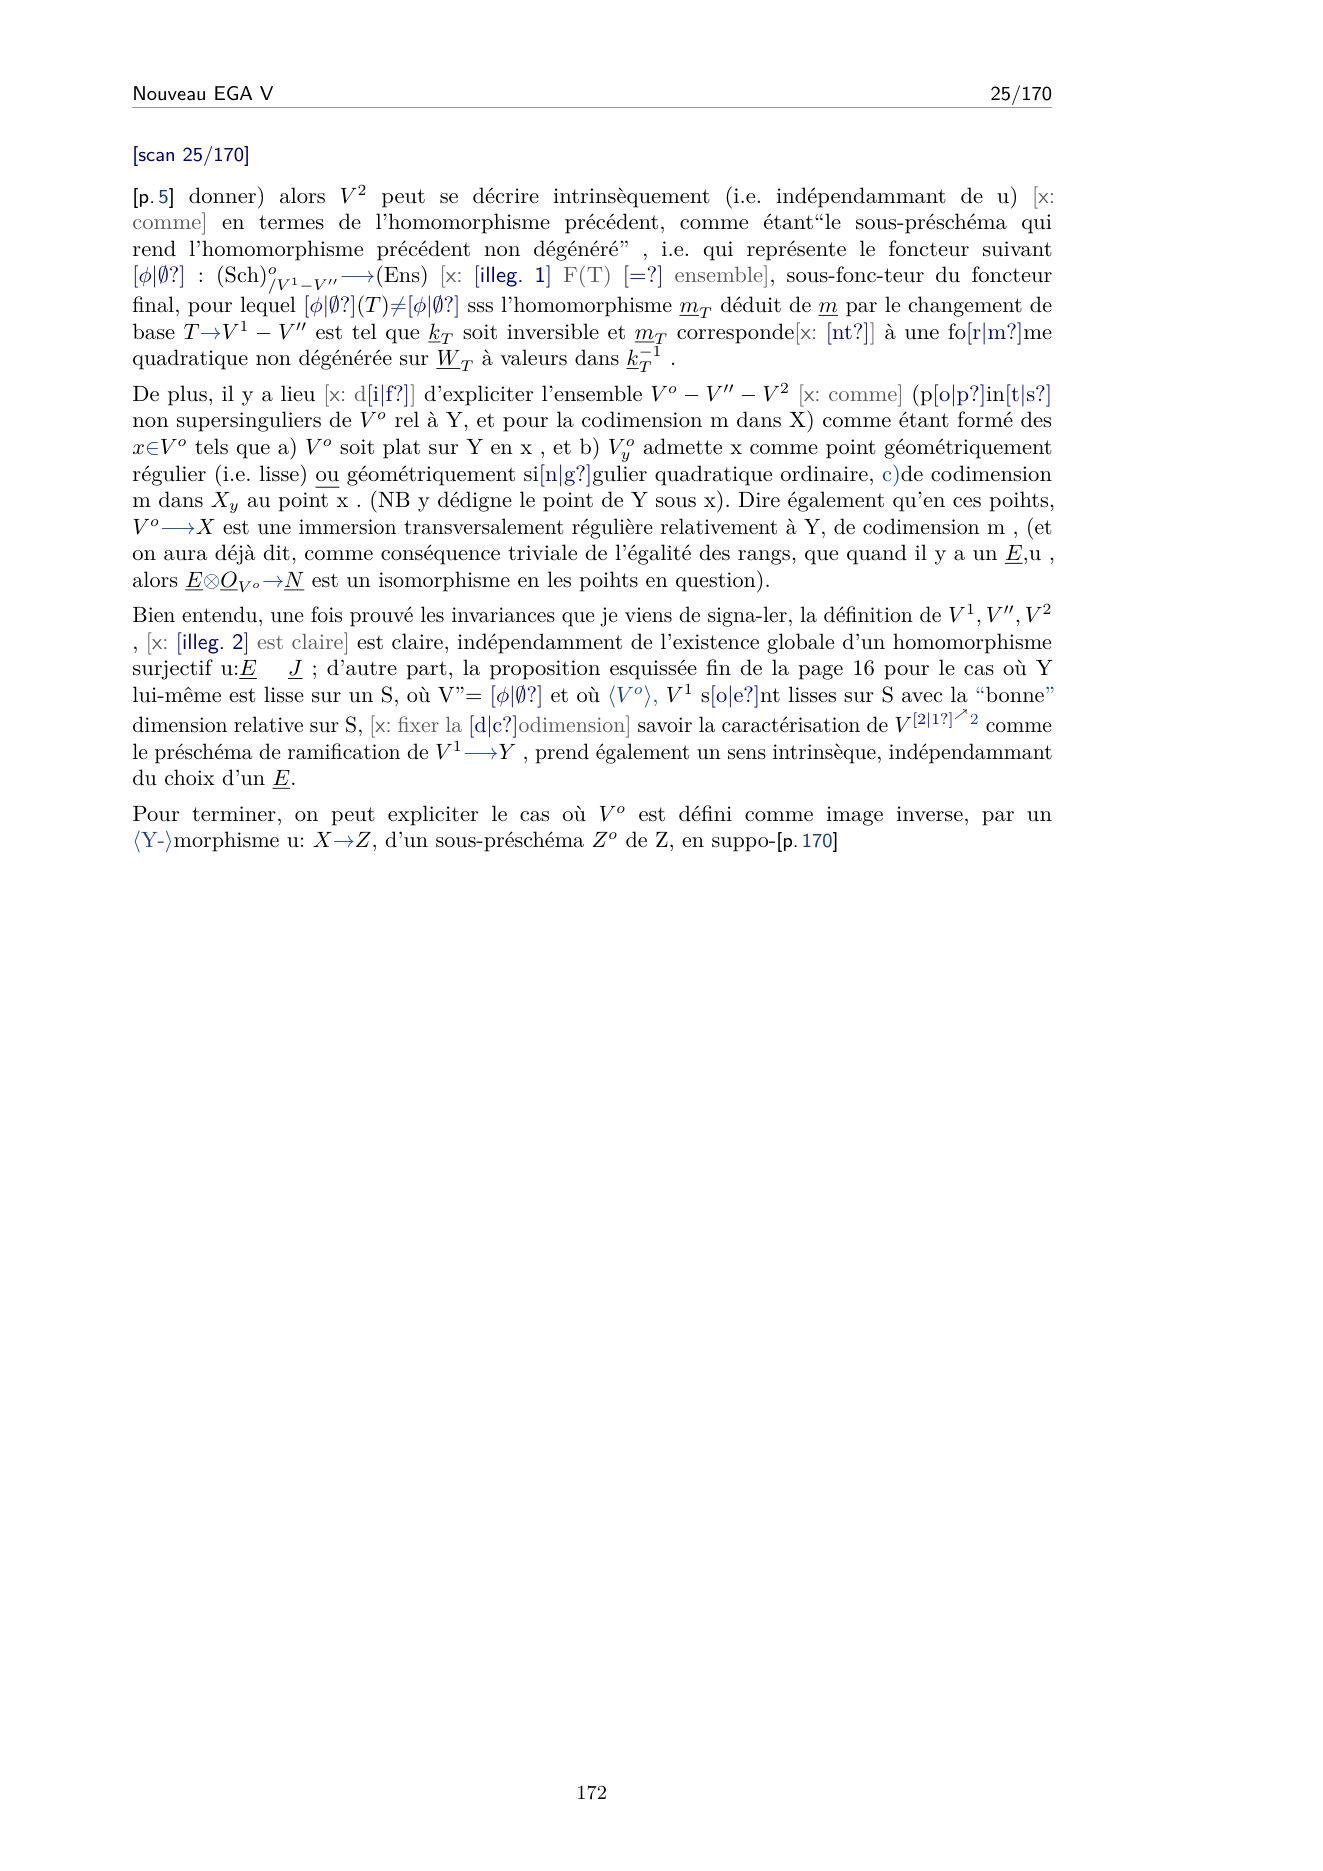 Nouveau EGA V 25/170
[scan 25/170]
[p. 5] donner) alors V² peut se décrire intrinsèquement (i.e. indépendammant de u) [x:
comme] en termes de l'homomorphisme précédent, comme étant“le sous-préschéma qui
rend l'homomorphisme précédent non dégénéré” , i.e. qui représente le foncteur suivant
[ϕ|∅?] : (Sch)^o_{/V¹−V′′}⟶(Ens) [x: [illeg. 1] F(T) [=?] ensemble], sous-fonc-teur du foncteur
final, pour lequel [ϕ|∅?](T)≠[ϕ|∅?] sss l'homomorphisme m_T déduit de m par le changement de
base T→V¹ − V′′ est tel que k_T soit inversible et m_T corresponde[x: [nt?]] à une fo[r|m?]me
quadratique non dégénérée sur W_T à valeurs dans k_T^{−1} .
De plus, il y a lieu [x: d[i|f?]] d'expliciter l'ensemble V^o − V′′ − V² [x: comme] (p[o|p?]in[t|s?]
non supersinguliers de V^o rel à Y, et pour la codimension m dans X) comme étant formé des
x∈V^o tels que a) V^o soit plat sur Y en x , et b) V_y^o admette x comme point géométriquement
régulier (i.e. lisse) ou géométriquement si[n|g?]gulier quadratique ordinaire, c)de codimension
m dans X_y au point x . (NB y dédigne le point de Y sous x). Dire également qu'en ces poihts,
V^o⟶X est une immersion transversalement régulière relativement à Y, de codimension m , (et
on aura déjà dit, comme conséquence triviale de l'égalité des rangs, que quand il y a un E,u ,
alors E⊗O_{V^o}→N est un isomorphisme en les poihts en question).
Bien entendu, une fois prouvé les invariances que je viens de signa-ler, la définition de V¹, V′′, V²
, [x: [illeg. 2] est claire] est claire, indépendamment de l'existence globale d'un homomorphisme
surjectif u:E J ; d'autre part, la proposition esquissée fin de la page 16 pour le cas où Y
lui-même est lisse sur un S, où V”= [ϕ|∅?] et où ⟨V^o⟩, V¹ s[o|e?]nt lisses sur S avec la “bonne”
dimension relative sur S, [x: fixer la [d|c?]odimension] savoir la caractérisation de V^{[2|1?]↗2} comme
le préschéma de ramification de V¹⟶Y , prend également un sens intrinsèque, indépendammant
du choix d'un E.
Pour terminer, on peut expliciter le cas où V^o est défini comme image inverse, par un
⟨Y-⟩morphisme u: X→Z, d'un sous-préschéma Z^o de Z, en suppo-[p. 170]
172